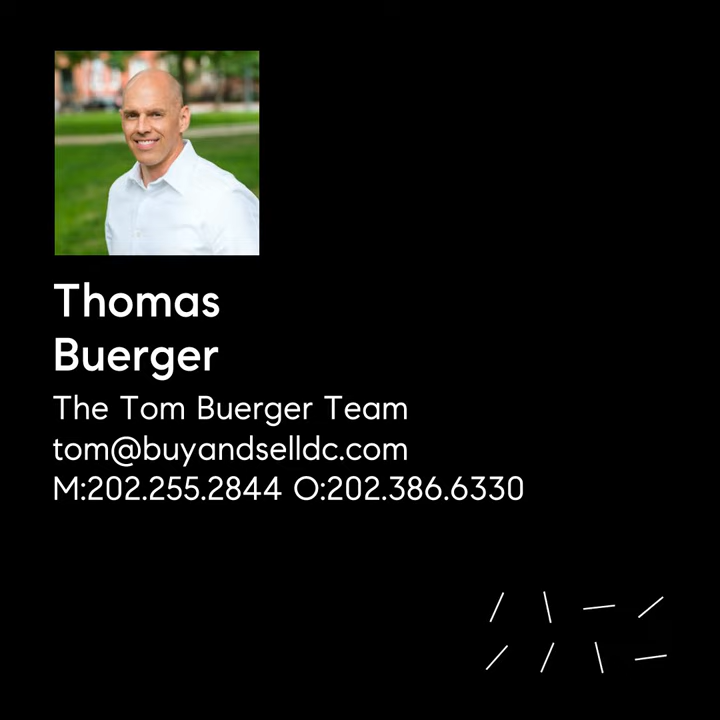 Thomas
Buerger
The Tom Buerger Team
tom@buyandselldc.com
M:202.255.2844 O:202.386.6330